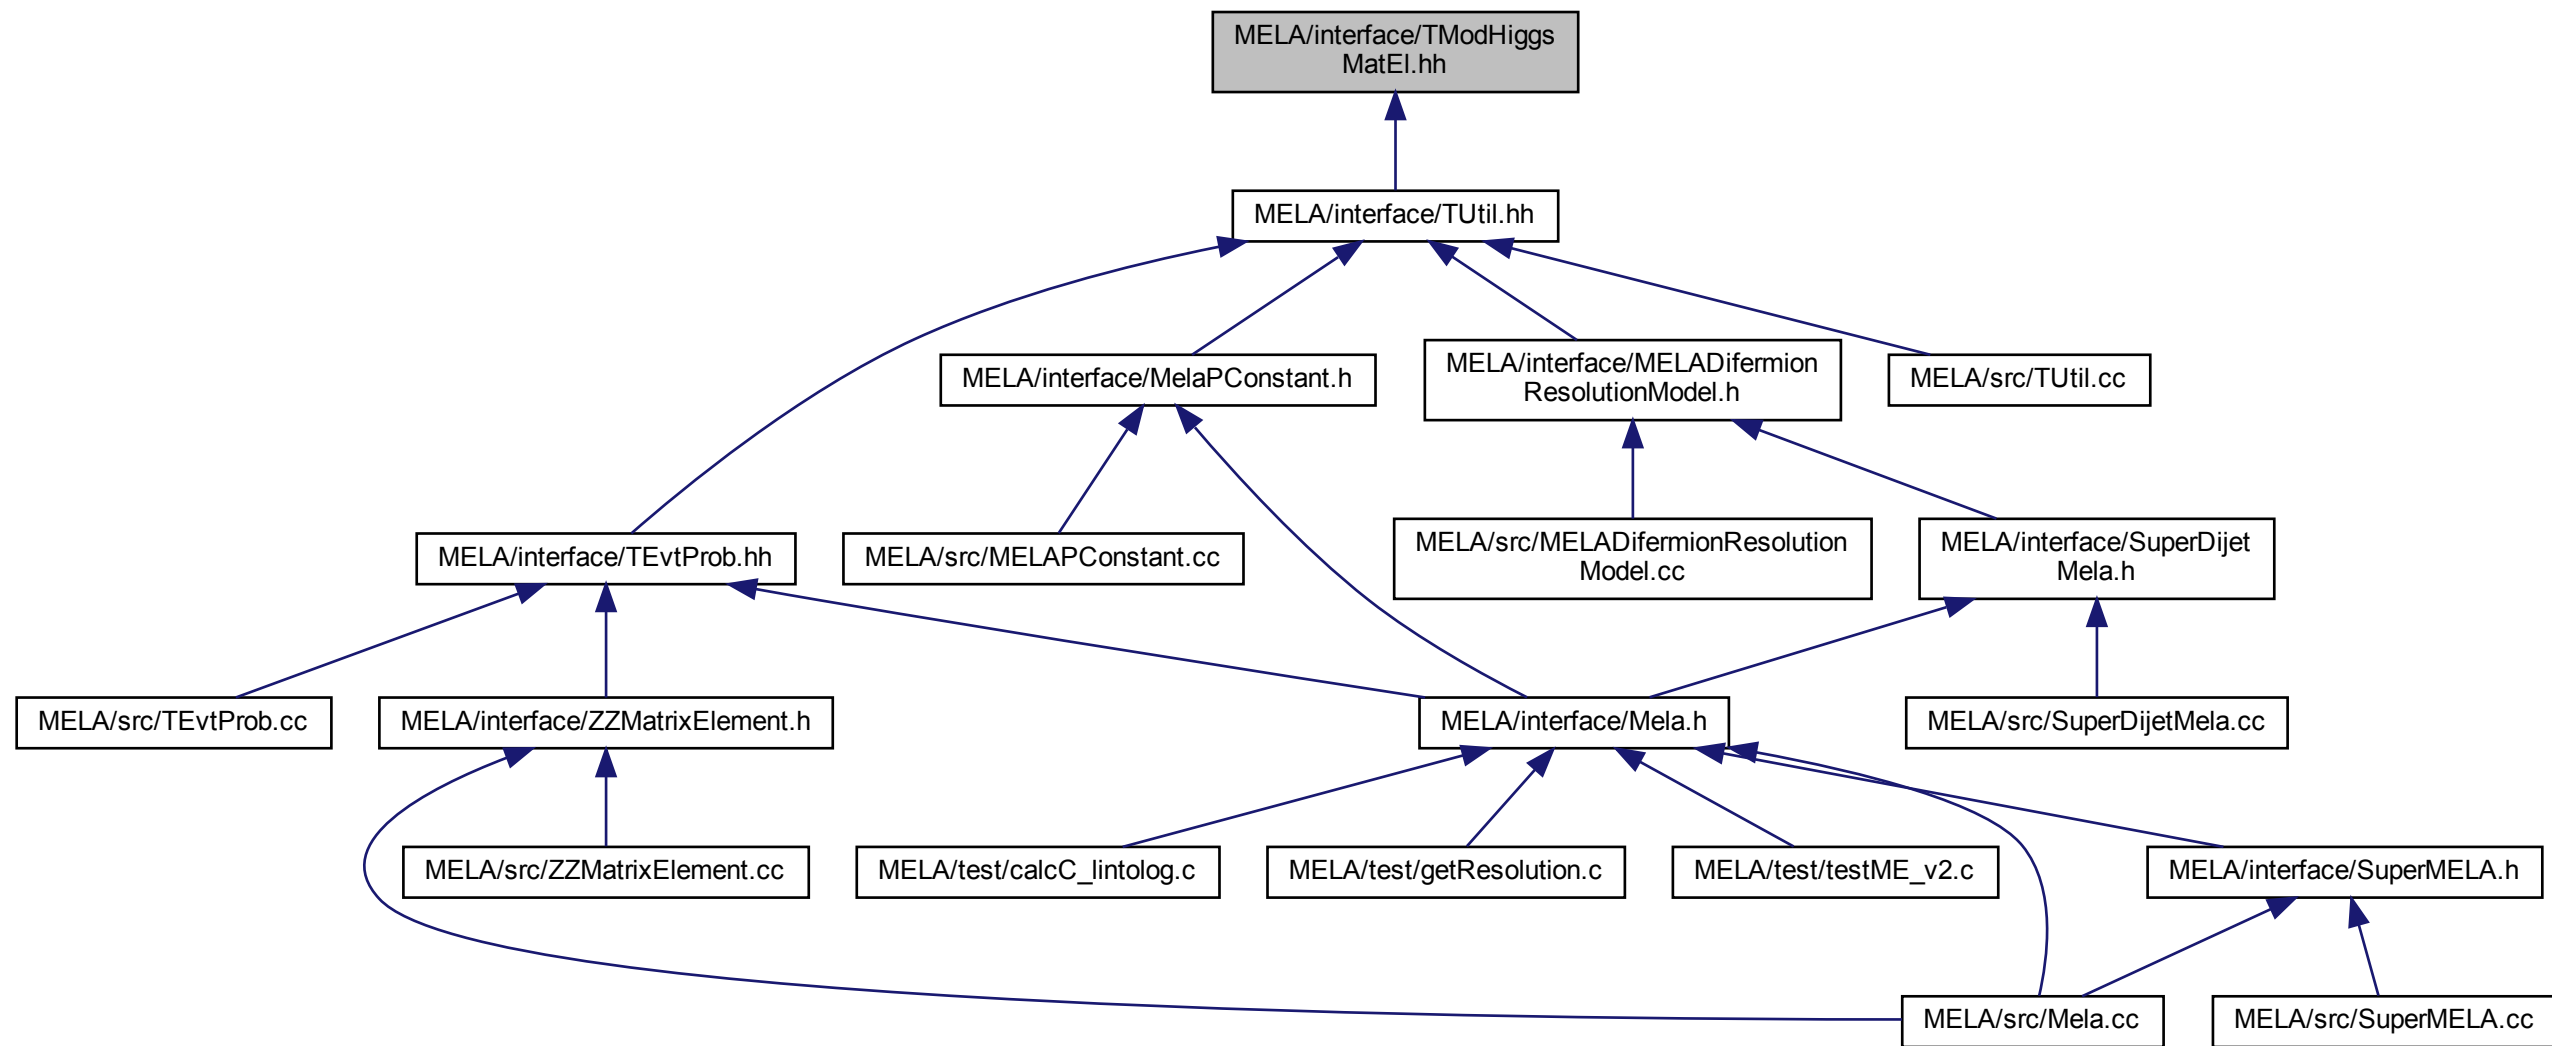 MELA/interface/TModHiggs
MatEl.hh
MELA/interface/TUtil.hh
MELA/interface/MelaPConstant.h
MELA/interface/MELADifermion
ResolutionModel.h
MELA/src/TUtil.cc
MELA/interface/TEvtProb.hh
MELA/src/MELAPConstant.cc
MELA/src/MELADifermionResolution
Model.cc
MELA/interface/SuperDijet
Mela.h
MELA/src/TEvtProb.cc
MELA/interface/ZZMatrixElement.h
MELA/interface/Mela.h
MELA/src/SuperDijetMela.cc
MELA/src/ZZMatrixElement.cc
MELA/test/calcC_lintolog.c
MELA/test/getResolution.c
MELA/test/testME_v2.c
MELA/interface/SuperMELA.h
MELA/src/Mela.cc
MELA/src/SuperMELA.cc